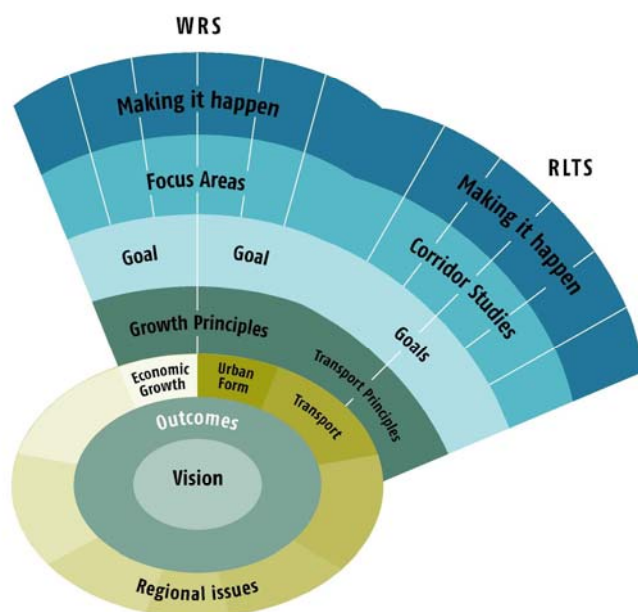 WRS
RLTS
Making it happen
Making it happen
Focus Areas
Corridor Studies
Goal
Goal
Goals
Growth Principles
Transport Principles
Economic
Growth
Urban
Form
Transport
Outcomes
Vision
Regional issues